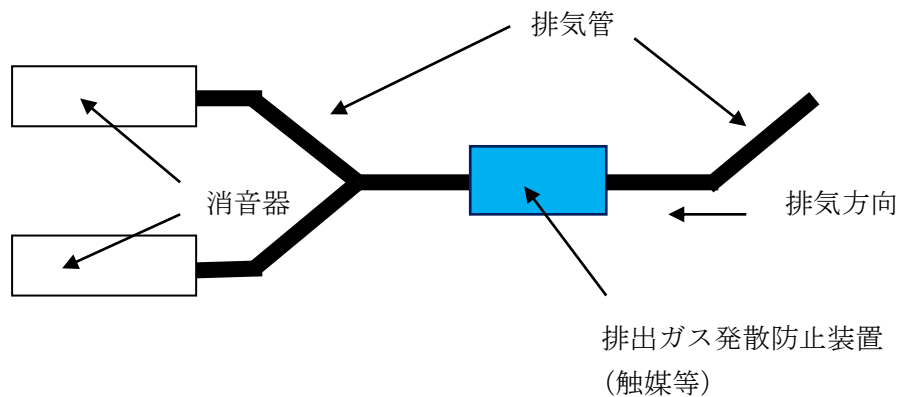 排気管
消音器
排気方向
排出ガス発散防止装置
（触媒等）